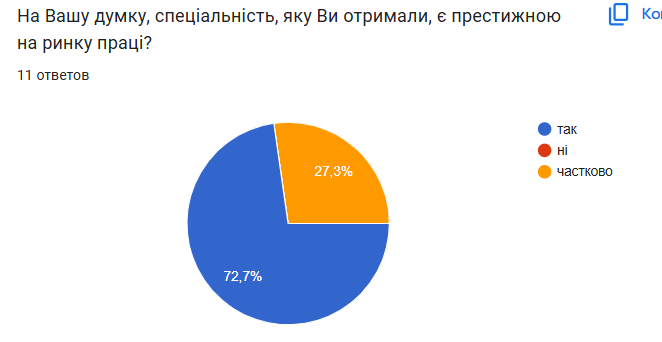 На Вашу думку, спеціальність, яку Ви отримали, є престижною
на ринку праці?
Ко
11 ответов
так
ні
частково
27,3%
72,7%